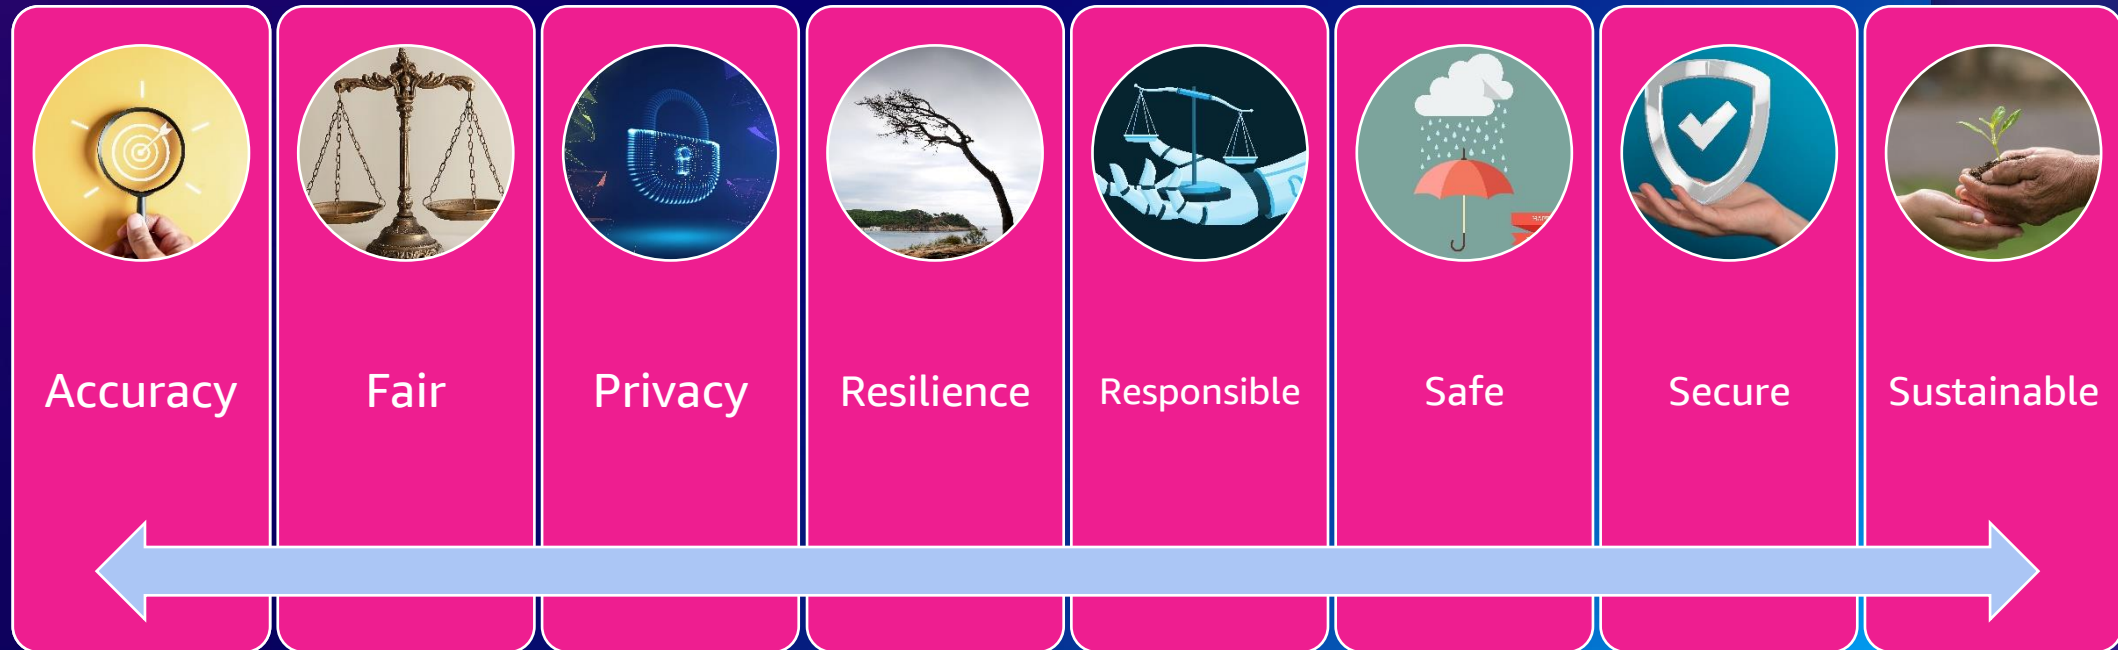 Accuracy
Fair
Privacy
Resilience
Responsible
Safe
Secure
Sustainable